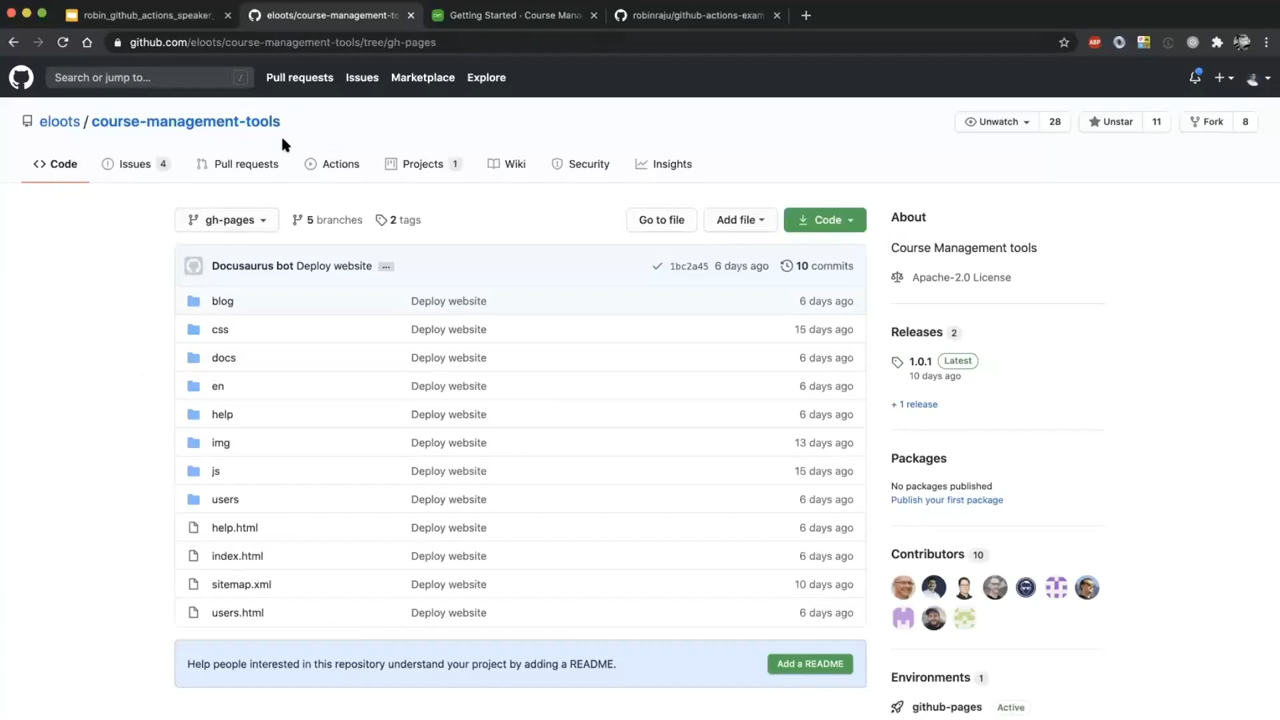 robin_github_actions_speaker_
eloots/course-management-to
Getting Started · Course Mana
robinraju/github-actions-exam
github.com/eloots/course-management-tools/tree/gh-pages
ABP
Search or jump to... /
Pull requests
Issues
Marketplace
Explore
eloots / course-management-tools
Unwatch 28
Unstar 11
Fork 8
Code
Issues 4
Pull requests
Actions
Projects 1
Wiki
Security
Insights
gh-pages
5 branches
2 tags
Go to file
Add file
Code
Docusaurus bot Deploy website ... 1bc2a45 6 days ago 10 commits
blog Deploy website 6 days ago
css Deploy website 15 days ago
docs Deploy website 6 days ago
en Deploy website 6 days ago
help Deploy website 6 days ago
img Deploy website 13 days ago
js Deploy website 15 days ago
users Deploy website 6 days ago
help.html Deploy website 6 days ago
index.html Deploy website 6 days ago
sitemap.xml Deploy website 10 days ago
users.html Deploy website 6 days ago
Help people interested in this repository understand your project by adding a README.
Add a README
About
Course Management tools
Apache-2.0 License
Releases 2
1.0.1 Latest
10 days ago
+ 1 release
Packages
No packages published
Publish your first package
Contributors 10
Environments 1
github-pages Active